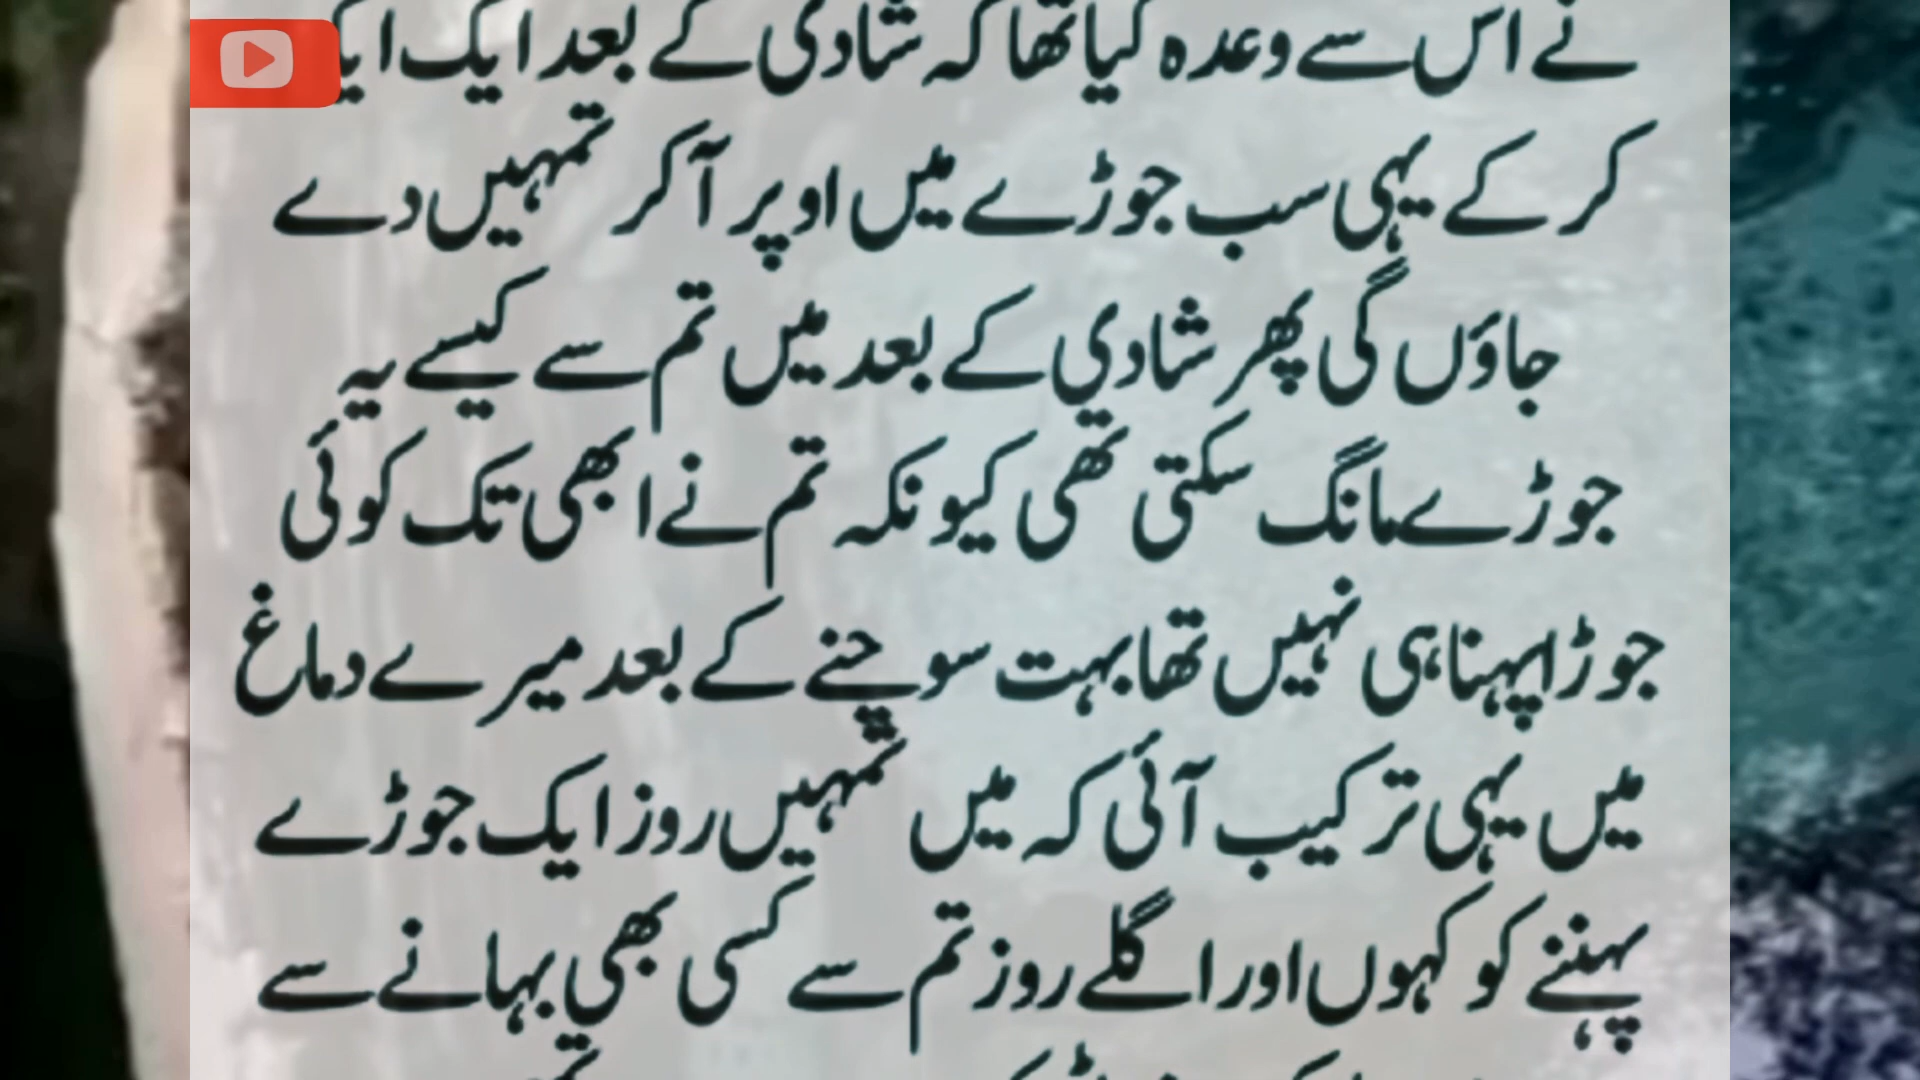 نے اس سے وعدہ کیا تھا کہ شادی کے بعد ایک ایک
کر کے یہی سب جوڑے میں اوپر آکر تمہیں دے
جاؤں گی پھر شادی کے بعد میں تم سے کیسے یہ
جوڑے مانگ سکتی تھی کیونکہ تم نے ابھی تک کوئی
جوڑا پہنا ہی نہیں تھا بہت سوچنے کے بعد میرے دماغ
میں یہی ترکیب آئی کہ میں تمہیں روز ایک جوڑے
پہننے کو کہوں اور اگلے روز تم سے کسی بھی بہانے سے